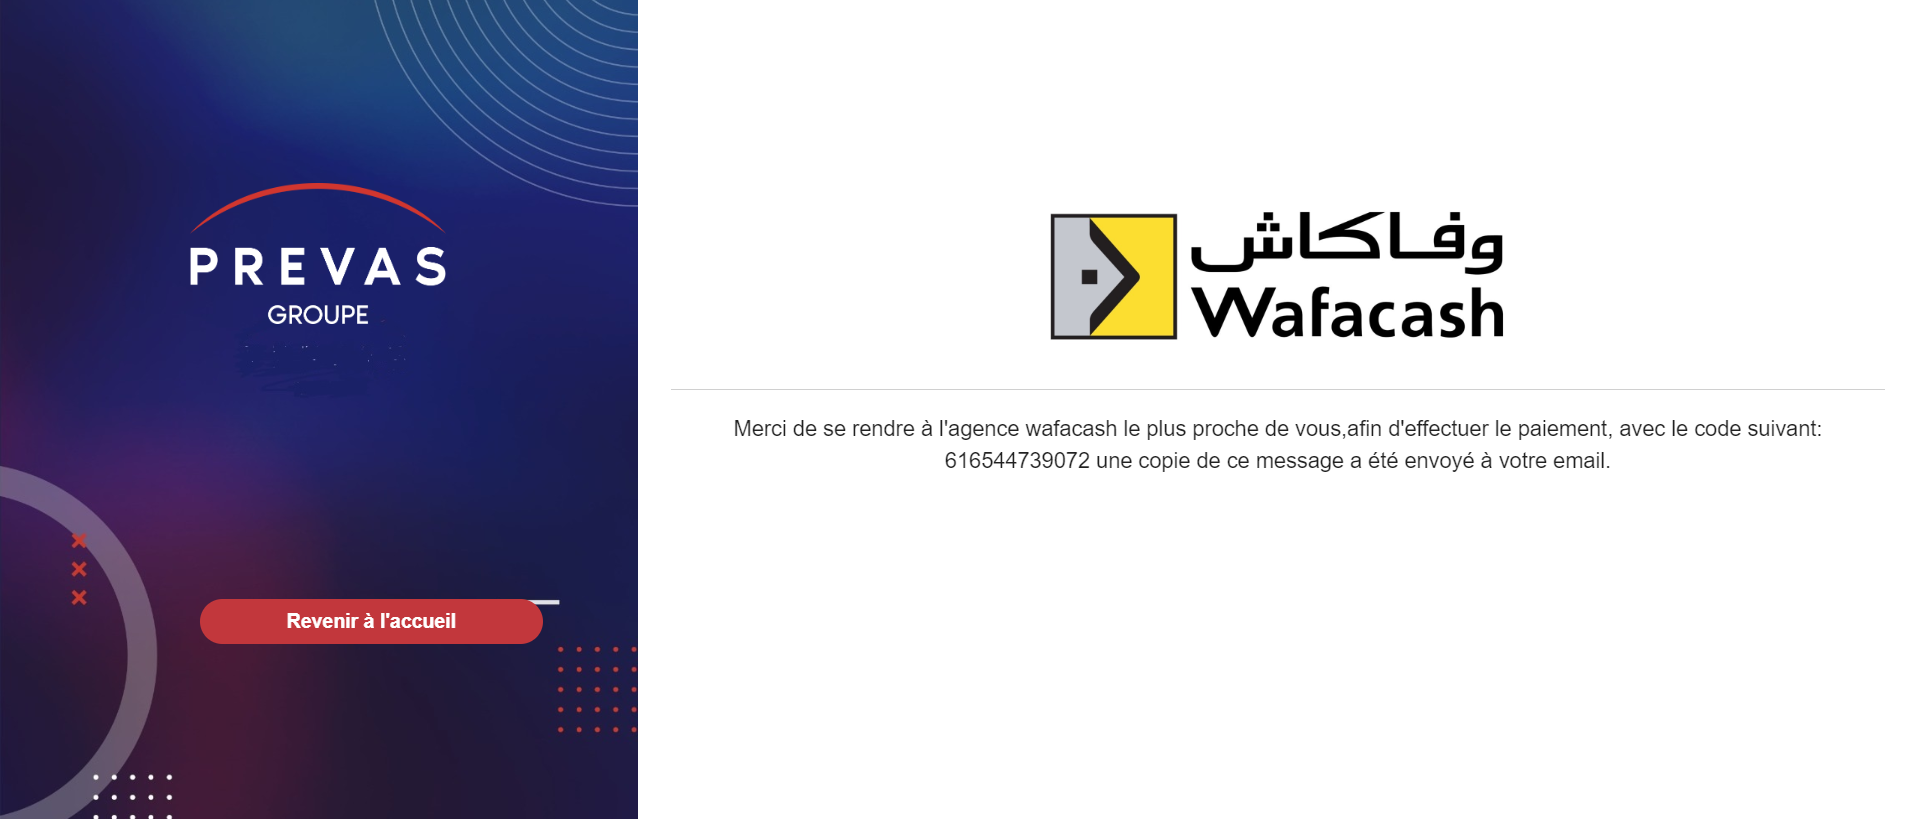 PREVAS
GROUPE
Revenir à l'accueil
وفاكاش
Wafacash
Merci de se rendre à l'agence wafacash le plus proche de vous,afin d'effectuer le paiement, avec le code suivant:
616544739072 une copie de ce message a été envoyé à votre email.